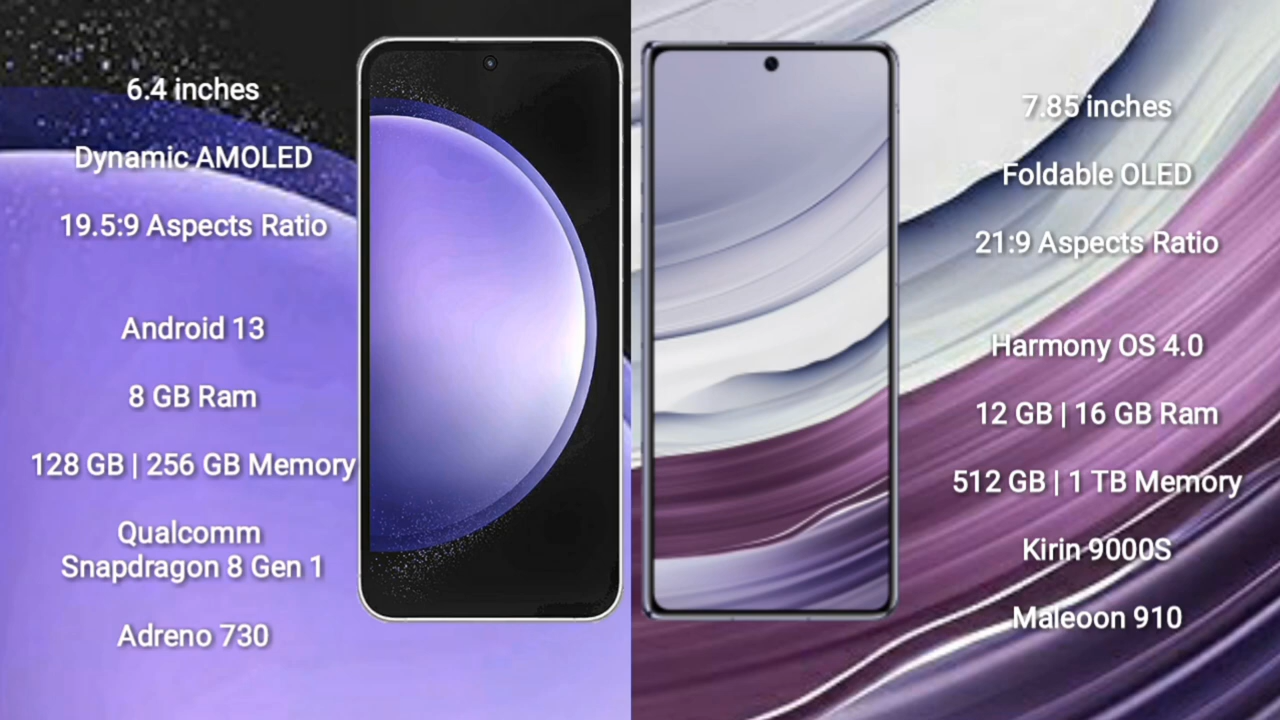 6.4 inches
Dynamic AMOLED
19.5:9 Aspects Ratio
Android 13
8 GB Ram
128 GB | 256 GB Memory
Qualcomm
Snapdragon 8 Gen 1
Adreno 730
7.85 inches
Foldable OLED
21:9 Aspects Ratio
Harmony OS 4.0
12 GB | 16 GB Ram
512 GB | 1 TB Memory
Kirin 9000S
Maleoon 910